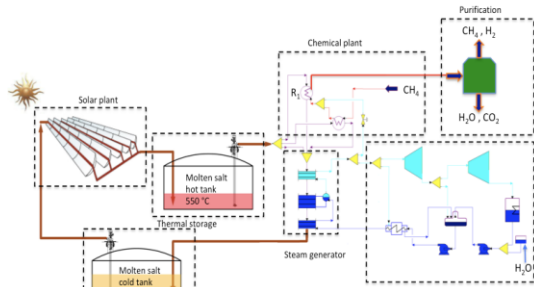 Purification
CH4 , H2
Chemical plant
R1
CH4
H2O , CO2
Solar plant
Molten salt
hot tank
550 °C
Thermal storage
Steam generator
Molten salt
cold tank
H2O